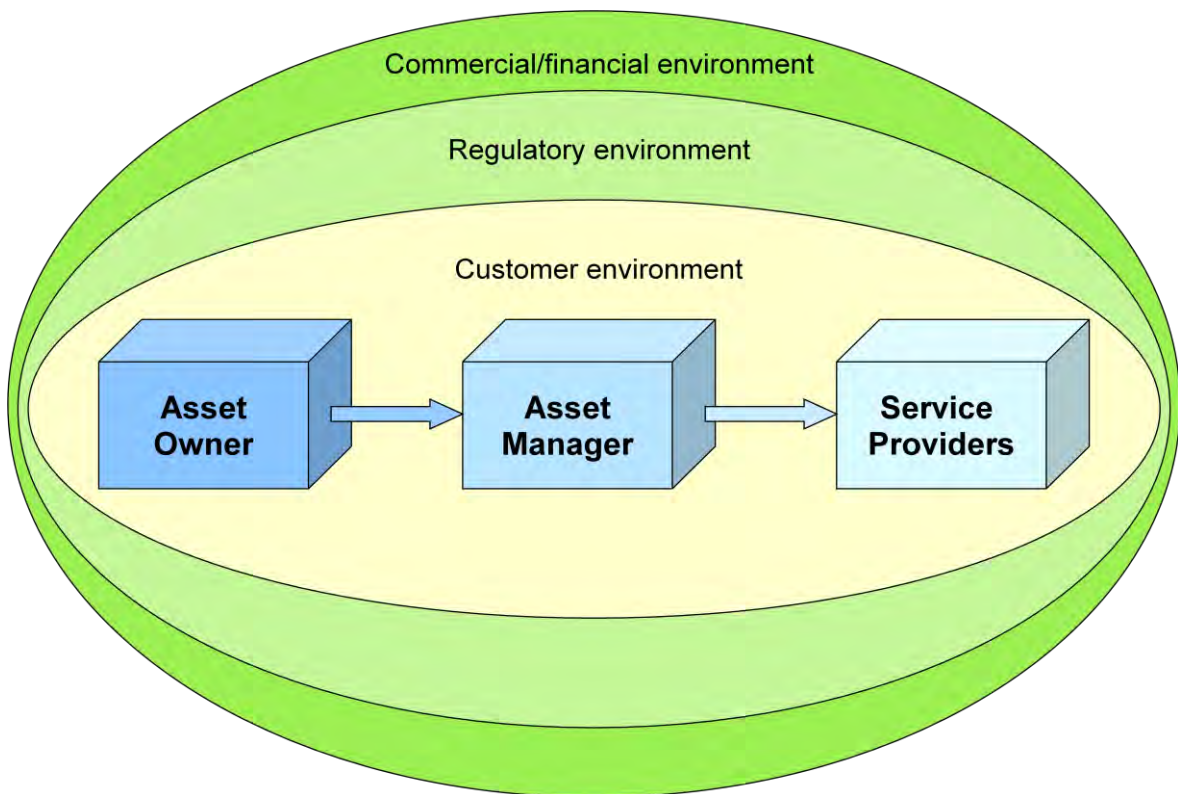 Commercial/financial environment
Regulatory environment
Customer environment
Asset
Owner
Asset
Manager
Service
Providers